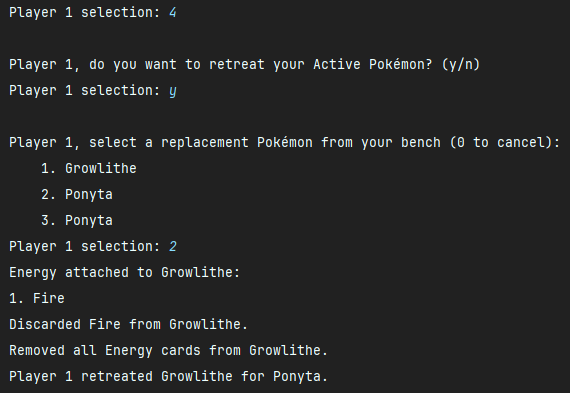 Player 1 selection: 4
Player 1, do you want to retreat your Active Pokémon? (y/n)
Player 1 selection: y
Player 1, select a replacement Pokémon from your bench (0 to cancel):
1. Growlithe
2. Ponyta
3. Ponyta
Player 1 selection: 2
Energy attached to Growlithe:
1. Fire
Discarded Fire from Growlithe.
Removed all Energy cards from Growlithe.
Player 1 retreated Growlithe for Ponyta.